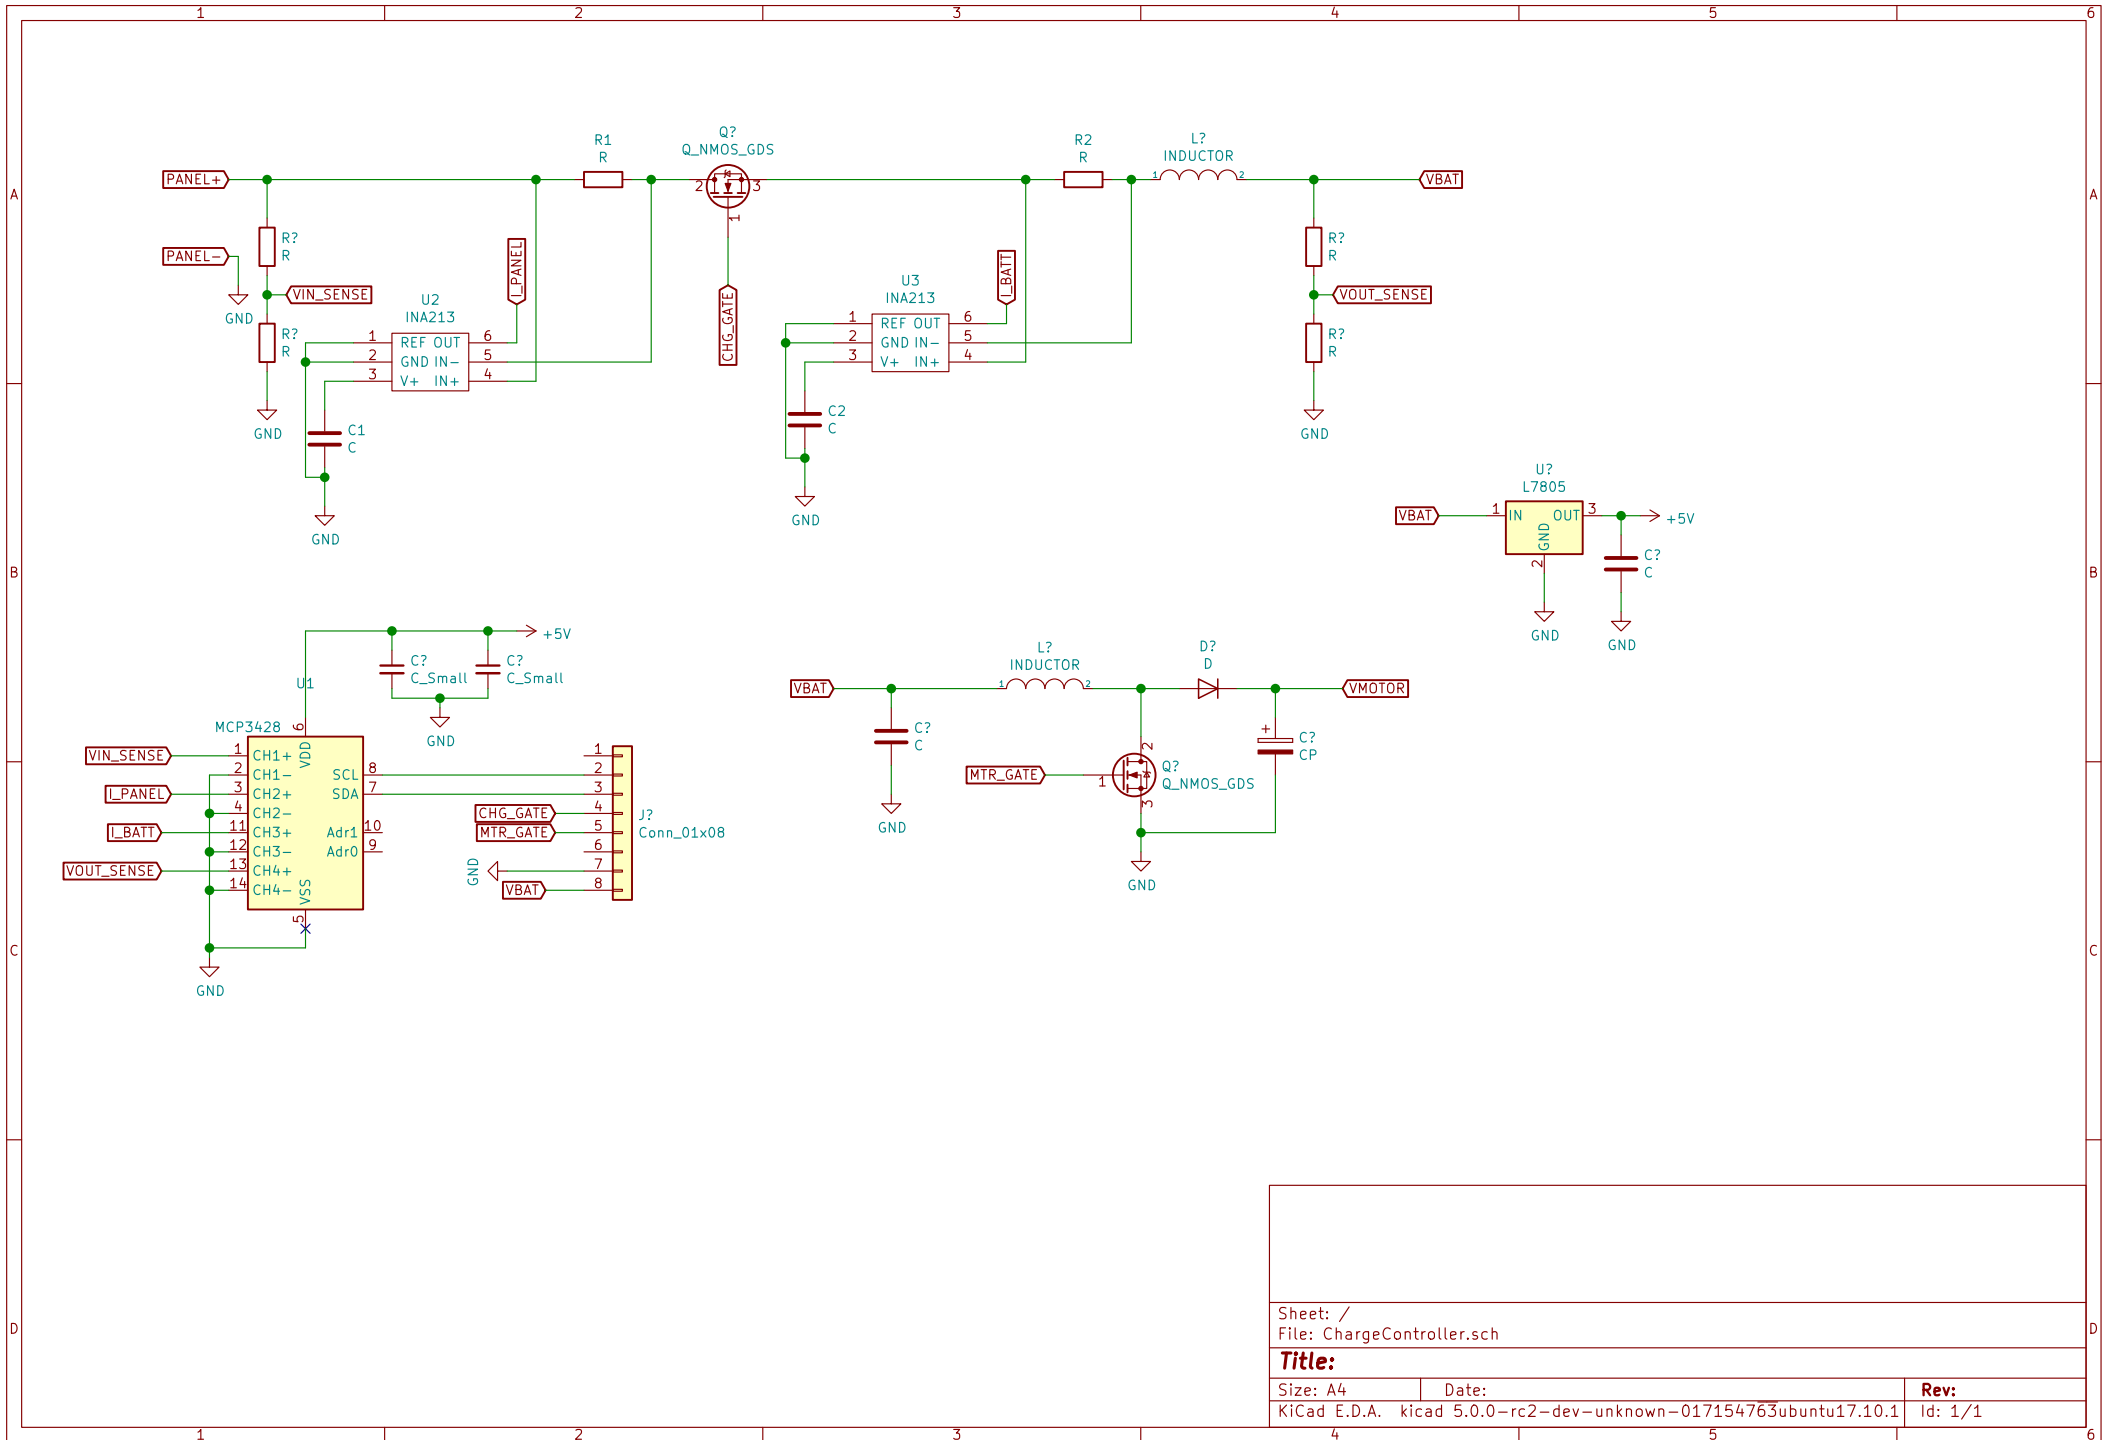 1 2 3 4 5 6
A
B
C
D
A
B
C
D
1 2 3 4 5 6
PANEL+
PANEL-
GND
R?
R
VIN_SENSE
R?
R
GND
R1
R
I_PANEL
U2
INA213
1 REF OUT 6
2 GND IN- 5
3 V+ IN+ 4
C1
C
GND
Q?
Q_NMOS_GDS
2 3
1
CHG_GATE
I_BATT
U3
INA213
1 REF OUT 6
2 GND IN- 5
3 V+ IN+ 4
C2
C
GND
R2
R
L?
INDUCTOR
1 2
VBAT
R?
R
VOUT_SENSE
R?
R
GND
U?
L7805
VBAT 1 IN OUT 3 +5V
GND
2
GND
C?
C
GND
+5V
C?
C_Small
C?
C_Small
GND
U1
MCP3428
6
VDD
VIN_SENSE 1 CH1+
2 CH1- SCL 8
I_PANEL 3 CH2+ SDA 7
4 CH2-
I_BATT 11 CH3+ Adr1 10
12 CH3- Adr0 9
VOUT_SENSE 13 CH4+
14 CH4-
VSS
5
GND
1
2
3
CHG_GATE 4
MTR_GATE 5
6
GND 7
VBAT 8
J?
Conn_01x08
VBAT
C?
C
GND
L?
INDUCTOR
1 2
D?
D
VMOTOR
MTR_GATE 1
2
Q?
Q_NMOS_GDS
3
GND
+
C?
CP
Sheet: /
File: ChargeController.sch
Title:
Size: A4 Date: Rev:
KiCad E.D.A. kicad 5.0.0-rc2-dev-unknown-017154763ubuntu17.10.1 Id: 1/1